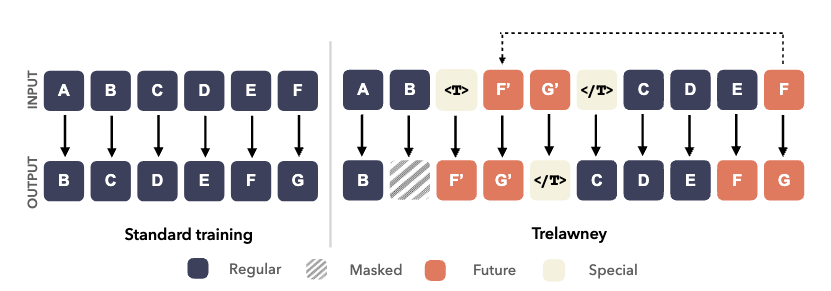 INPUT
A B C D E F
OUTPUT
B C D E F G
Standard training
A B <T> F' G' </T> C D E F
B F' G' </T> C D E F G
Trelawney
Regular Masked Future Special